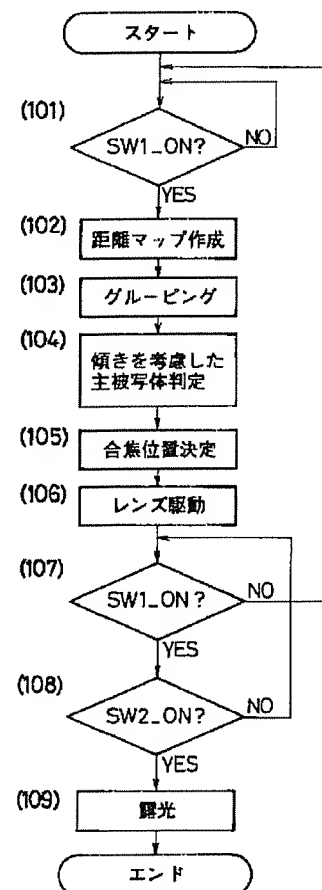 スタート
(101)
SW1_ON?
NO
YES
(102)
距離マップ作成
(103)
グルーピング
(104)
傾きを考慮した
主被写体判定
(105)
合焦位置決定
(106)
レンズ駆動
(107)
SW1_ON?
NO
YES
(108)
SW2_ON?
NO
YES
(109)
露光
エンド